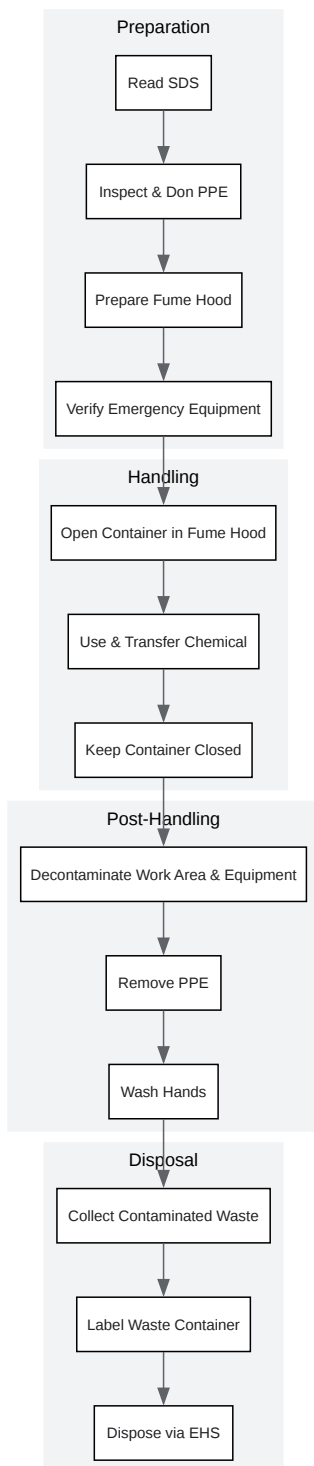 Preparation
Read SDS
Inspect & Don PPE
Prepare Fume Hood
Verify Emergency Equipment
Handling
Open Container in Fume Hood
Use & Transfer Chemical
Keep Container Closed
Post-Handling
Decontaminate Work Area & Equipment
Remove PPE
Wash Hands
Disposal
Collect Contaminated Waste
Label Waste Container
Dispose via EHS